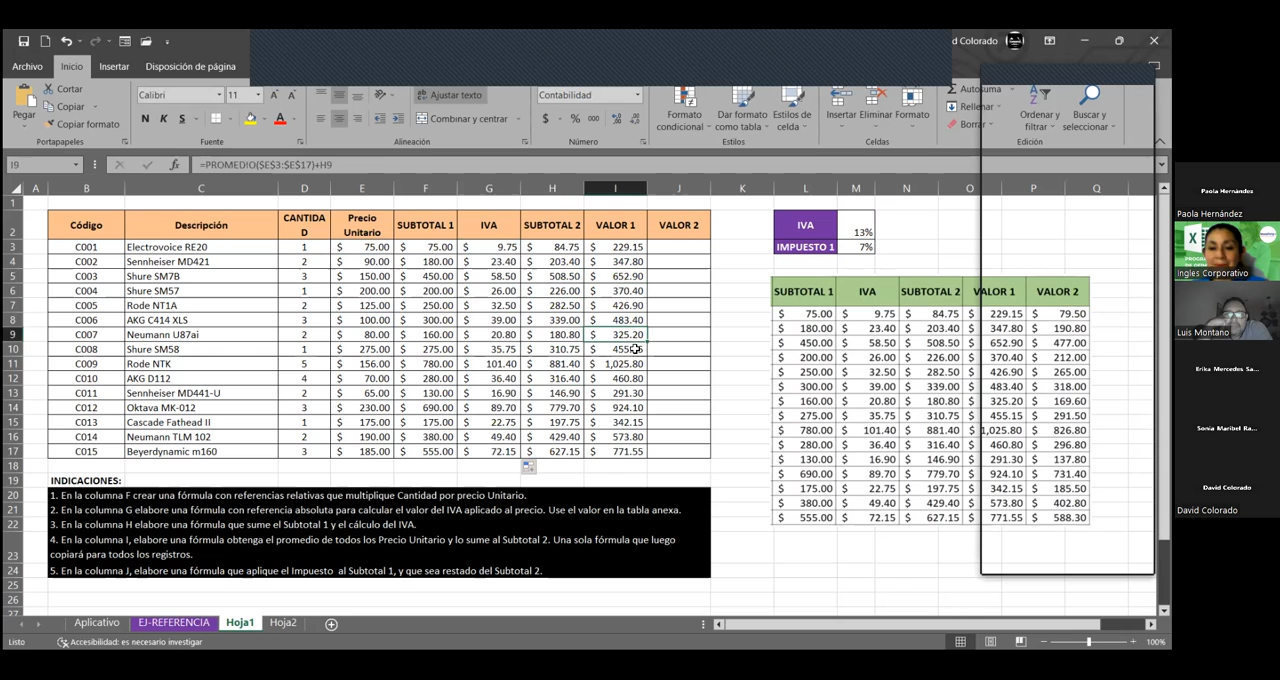 d Colorado
Archivo Inicio Insertar Disposición de página
Cortar Calibri 11 Ajustar texto Contabilidad Autosuma
Pegar Copiar N K S Combinar y centrar $ % 000 Formato condicional Dar formato como tabla Estilos de celda Insertar Eliminar Formato Rellenar Ordenar y filtrar Buscar y seleccionar
Copiar formato Borrar
Portapapeles Fuente Alineación Número Estilos Celdas Edición
I9 fx =PROMEDIO($E$3:$E$17)+H9
A B C D E F G H I J K L M N O P Q
1
2 Código Descripción CANTIDAD Precio Unitario SUBTOTAL 1 IVA SUBTOTAL 2 VALOR 1 VALOR 2 IVA 13%
3 C001 Electrovoice RE20 1 $ 75.00 $ 75.00 $ 9.75 $ 84.75 $ 229.15 IMPUESTO 1 7%
4 C002 Sennheiser MD421 2 $ 90.00 $ 180.00 $ 23.40 $ 203.40 $ 347.80
5 C003 Shure SM7B 3 $ 150.00 $ 450.00 $ 58.50 $ 508.50 $ 652.90
6 C004 Shure SM57 1 $ 200.00 $ 200.00 $ 26.00 $ 226.00 $ 370.40
7 C005 Rode NT1A 2 $ 125.00 $ 250.00 $ 32.50 $ 282.50 $ 426.90
8 C006 AKG C414 XLS 3 $ 100.00 $ 300.00 $ 39.00 $ 339.00 $ 483.40
9 C007 Neumann U87ai 2 $ 80.00 $ 160.00 $ 20.80 $ 180.80 $ 325.20
10 C008 Shure SM58 1 $ 275.00 $ 275.00 $ 35.75 $ 310.75 $
11 C009 Rode NTK 5 $ 156.00 $ 780.00 $ 101.40 $ 881.40 $ 1,025.80
12 C010 AKG D112 4 $ 70.00 $ 280.00 $ 36.40 $ 316.40 $ 460.80
13 C011 Sennheiser MD441-U 2 $ 65.00 $ 130.00 $ 16.90 $ 146.90 $ 291.30
14 C012 Oktava MK-012 3 $ 230.00 $ 690.00 $ 89.70 $ 779.70 $ 924.10
15 C013 Cascade Fathead II 1 $ 175.00 $ 175.00 $ 22.75 $ 197.75 $ 342.15
16 C014 Neumann TLM 102 2 $ 190.00 $ 380.00 $ 49.40 $ 429.40 $ 573.80
17 C015 Beyerdynamic m160 3 $ 185.00 $ 555.00 $ 72.15 $ 627.15 $ 771.55
SUBTOTAL 1 IVA SUBTOTAL 2 VALOR 1 VALOR 2
$ 75.00 $ 9.75 $ 84.75 $ 229.15 $ 79.50
$ 180.00 $ 23.40 $ 203.40 $ 347.80 $ 190.80
$ 450.00 $ 58.50 $ 508.50 $ 652.90 $ 477.00
$ 200.00 $ 26.00 $ 226.00 $ 370.40 $ 212.00
$ 250.00 $ 32.50 $ 282.50 $ 426.90 $ 265.00
$ 300.00 $ 39.00 $ 339.00 $ 483.40 $ 318.00
$ 160.00 $ 20.80 $ 180.80 $ 325.20 $ 169.60
$ 275.00 $ 35.75 $ 310.75 $ 455.15 $ 291.50
$ 780.00 $ 101.40 $ 881.40 $ 1,025.80 $ 826.80
$ 280.00 $ 36.40 $ 316.40 $ 460.80 $ 296.80
$ 130.00 $ 16.90 $ 146.90 $ 291.30 $ 137.80
$ 690.00 $ 89.70 $ 779.70 $ 924.10 $ 731.40
$ 175.00 $ 22.75 $ 197.75 $ 342.15 $ 185.50
$ 380.00 $ 49.40 $ 429.40 $ 573.80 $ 402.80
$ 555.00 $ 72.15 $ 627.15 $ 771.55 $ 588.30
18
19 INDICACIONES:
20 1. En la columna F crear una fórmula con referencias relativas que multiplique Cantidad por precio Unitario.
21 2. En la columna G elabore una fórmula con referencia absoluta para calcular el valor del IVA aplicado al precio. Use el valor en la tabla anexa.
22 3. En la columna H elabore una fórmula que sume el Subtotal 1 y el cálculo del IVA.
23 4. En la columna I, elabore una fórmula obtenga el promedio de todos los Precio Unitario y lo sume al Subtotal 2. Una sola fórmula que luego
copiará para todos los registros.
24 5. En la columna J, elabore una fórmula que aplique el Impuesto al Subtotal 1, y que sea restado del Subtotal 2.
25
26
27
Aplicativo EJ-REFERENCIA Hoja1 Hoja2
Listo Accesibilidad: es necesario investigar 100%
Paola Hernández
Paola Hernández
Ingles Corporativo
Luis Montano
Erika Mercedes Sa...
Sonia Maribel Ra...
David Colorado
David Colorado